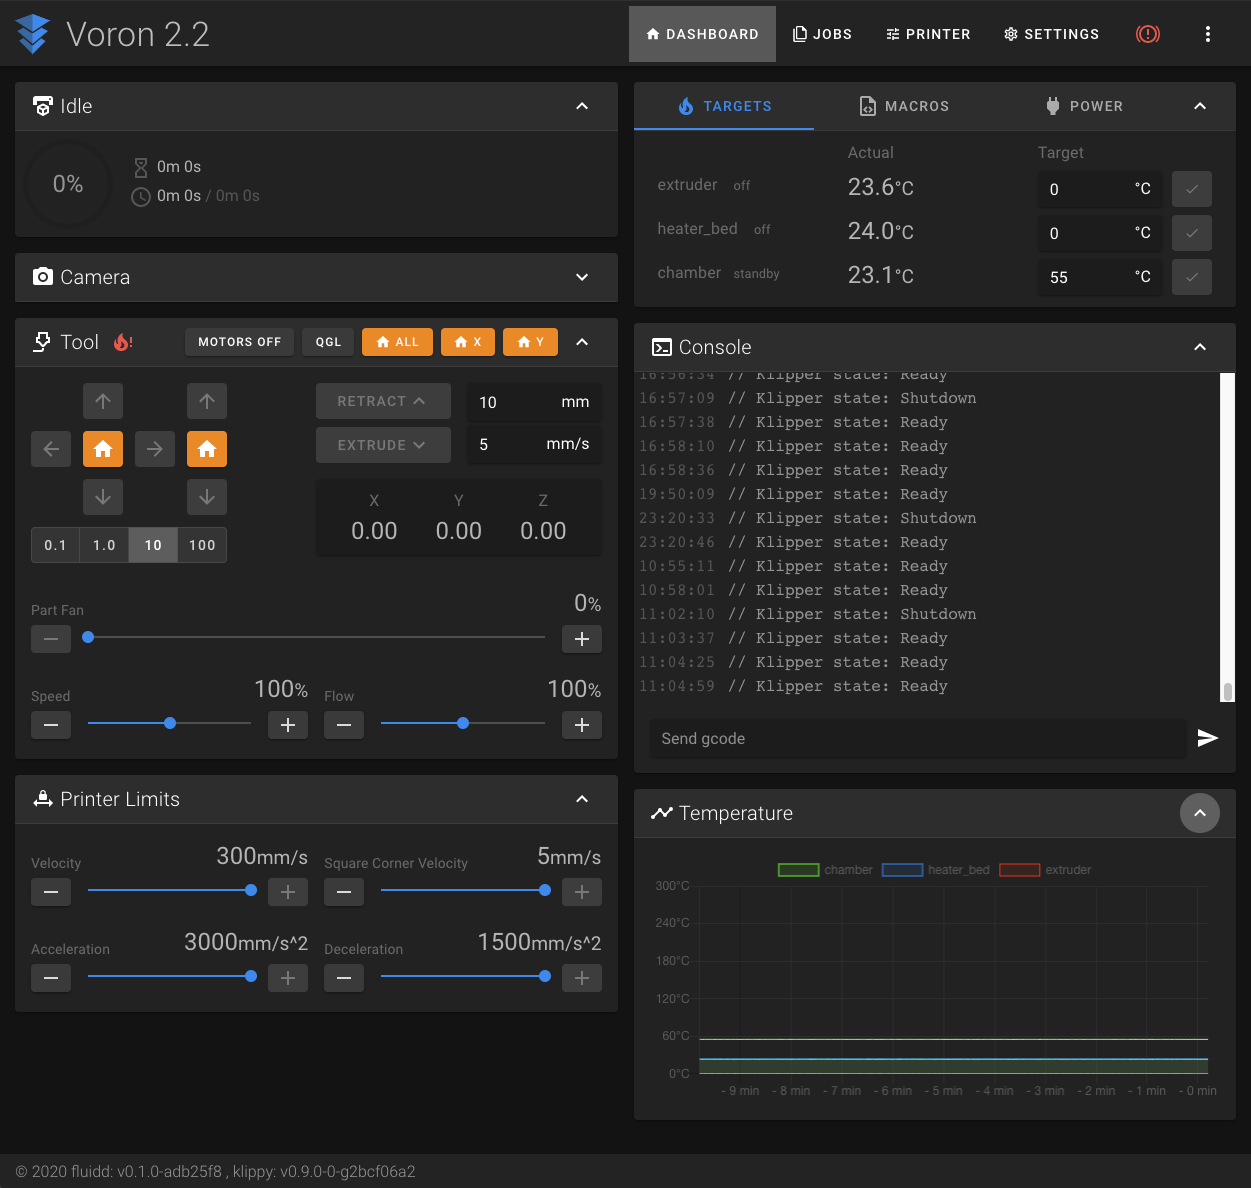 Voron 2.2
DASHBOARD
JOBS
PRINTER
SETTINGS
Idle
0%
0m 0s
0m 0s / 0m 0s
Camera
Tool
MOTORS OFF
QGL
ALL
X
Y
RETRACT
10 mm
EXTRUDE
5 mm/s
X Y Z
0.00 0.00 0.00
0.1 1.0 10 100
Part Fan 0%
Speed 100%
Flow 100%
Printer Limits
Velocity 300mm/s
Square Corner Velocity 5mm/s
Acceleration 3000mm/s^2
Deceleration 1500mm/s^2
TARGETS
MACROS
POWER
Actual Target
extruder off 23.6°C 0 °C
heater_bed off 24.0°C 0 °C
chamber standby 23.1°C 55 °C
Console
16:56:34 // Klipper state: Ready
16:57:09 // Klipper state: Shutdown
16:57:38 // Klipper state: Ready
16:58:10 // Klipper state: Ready
16:58:36 // Klipper state: Ready
19:50:09 // Klipper state: Ready
23:20:33 // Klipper state: Shutdown
23:20:46 // Klipper state: Ready
10:55:11 // Klipper state: Ready
10:58:01 // Klipper state: Ready
11:02:10 // Klipper state: Shutdown
11:03:37 // Klipper state: Ready
11:04:25 // Klipper state: Ready
11:04:59 // Klipper state: Ready
Send gcode
Temperature
chamber heater_bed extruder
300°C
240°C
180°C
120°C
60°C
0°C
- 9 min - 8 min - 7 min - 6 min - 5 min - 4 min - 3 min - 2 min - 1 min - 0 min
© 2020 fluidd: v0.1.0-adb25f8 , klippy: v0.9.0-0-g2bcf06a2